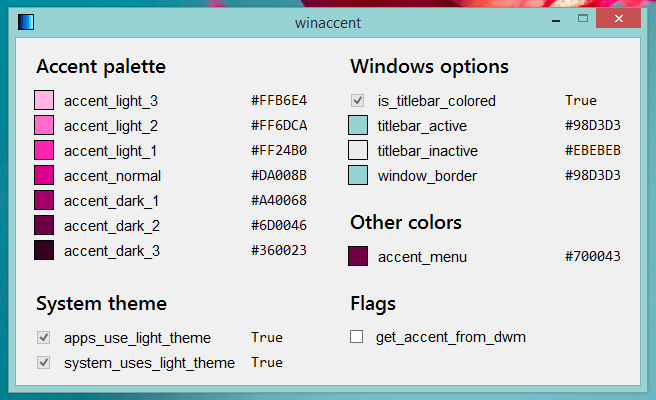 winaccent
Accent palette
accent_light_3 #FFB6E4
accent_light_2 #FF6DCA
accent_light_1 #FF24B0
accent_normal #DA008B
accent_dark_1 #A40068
accent_dark_2 #6D0046
accent_dark_3 #360023
System theme
apps_use_light_theme True
system_uses_light_theme True
Windows options
is_titlebar_colored True
titlebar_active #98D3D3
titlebar_inactive #EBEBEB
window_border #98D3D3
Other colors
accent_menu #700043
Flags
get_accent_from_dwm